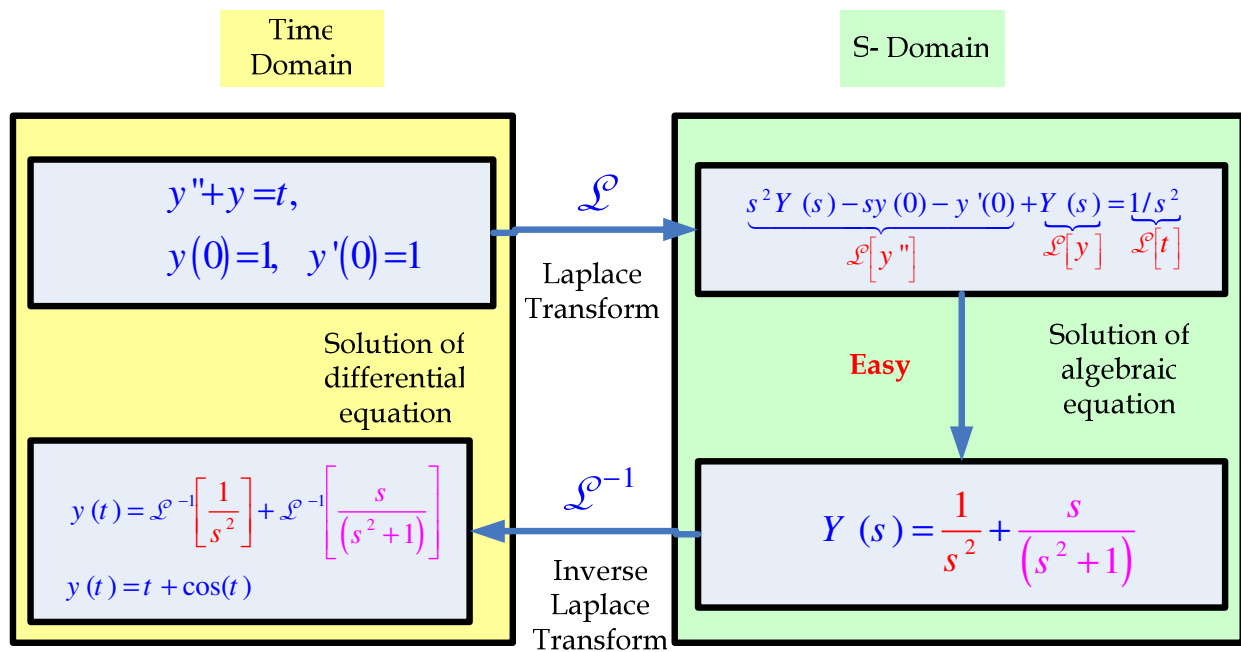 Time
Domain
S- Domain
y"+y=t,
y(0)=1, y'(0)=1
ℒ
Laplace
Transform
s²Y (s)−sy(0)−y'(0)+Y (s)=1/s²
ℒ[y"] ℒ[y] ℒ[t]
Solution of
differential
equation
Easy
Solution of
algebraic
equation
y(t)=ℒ⁻¹[1/s²]+ℒ⁻¹[s/(s²+1)]
y(t)=t+cos(t)
ℒ⁻¹
Inverse
Laplace
Transform
Y (s)=1/s²+s/(s²+1)